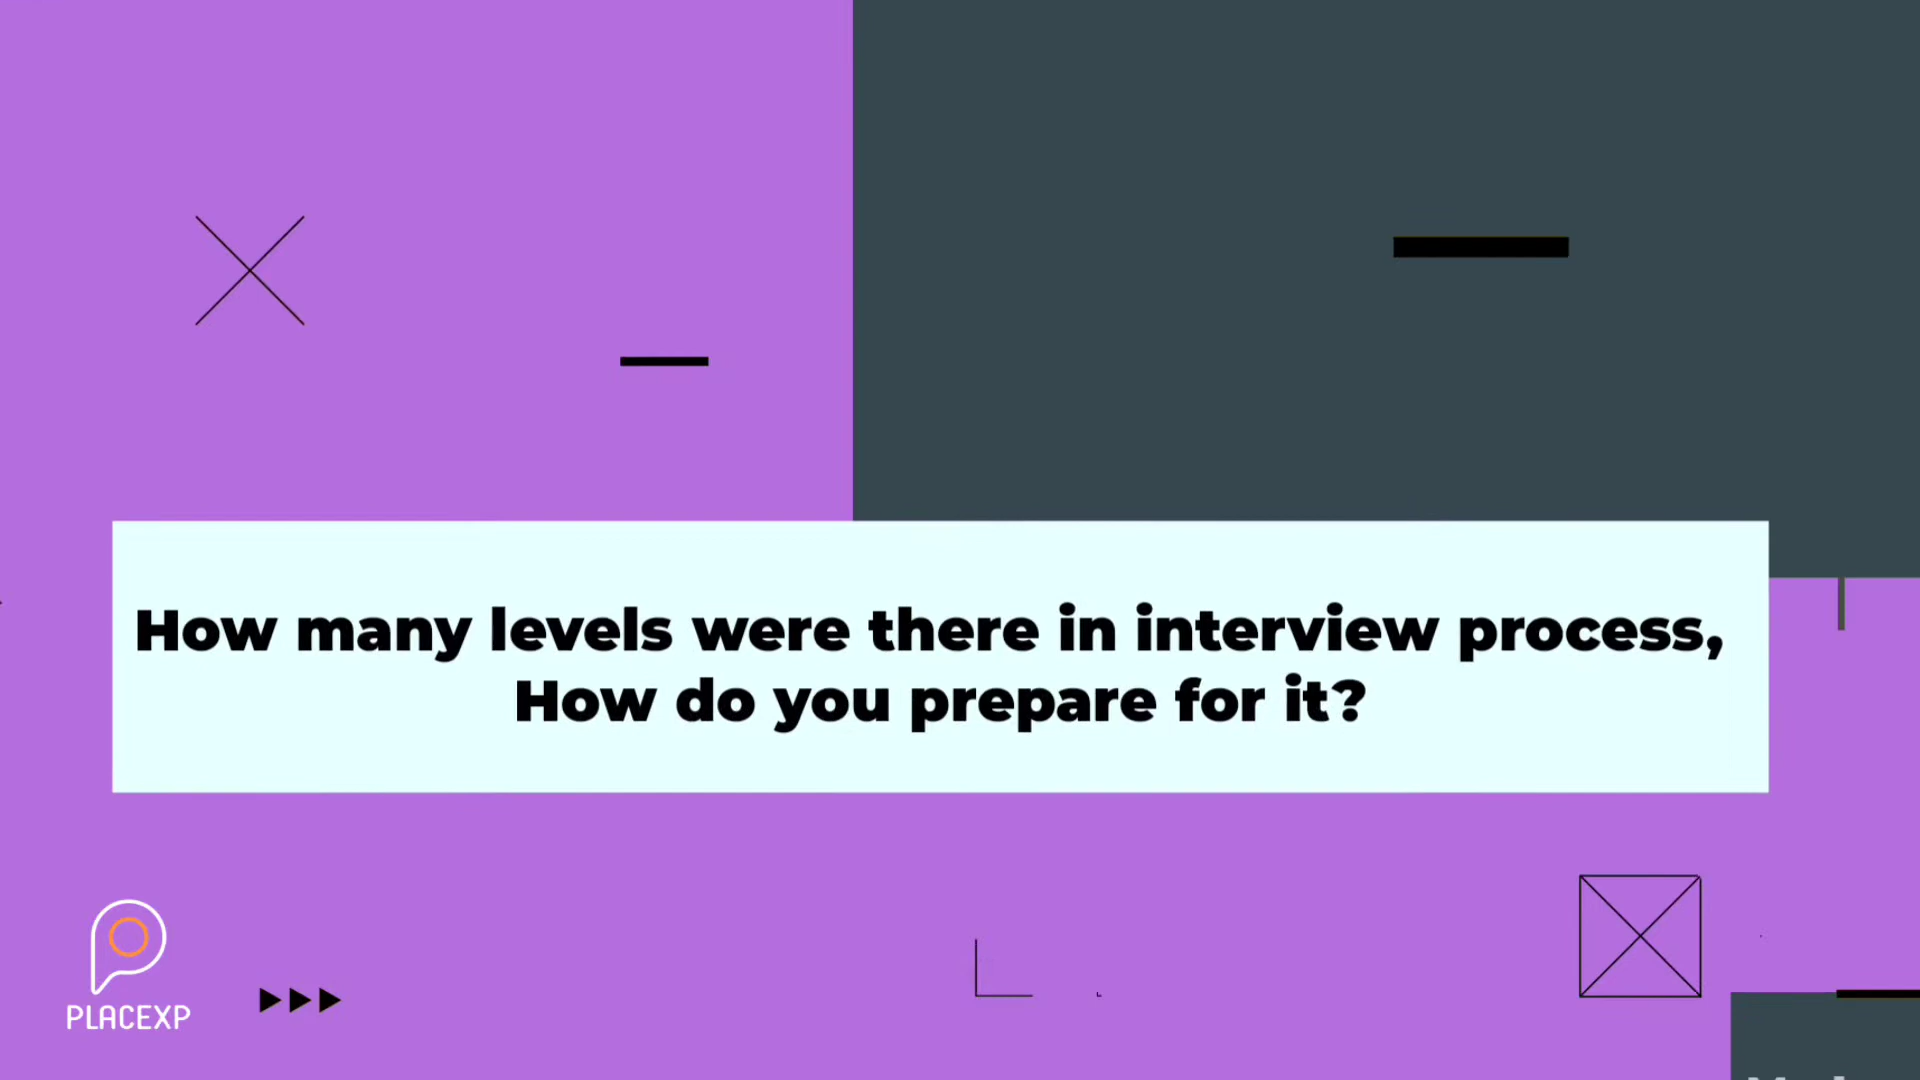 How many levels were there in interview process,
How do you prepare for it?
PLACEXP